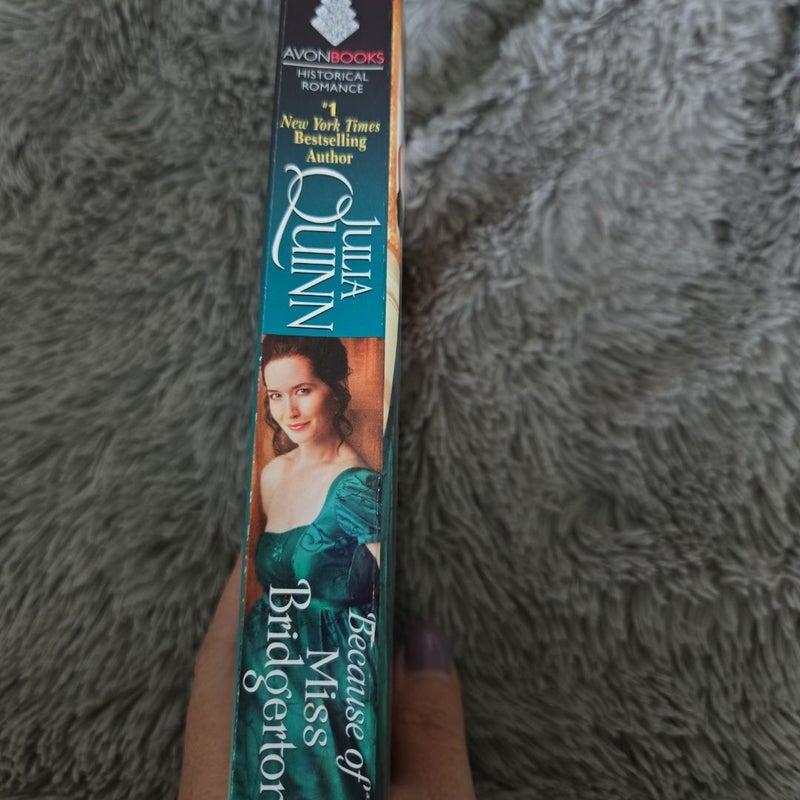 AVONBOOKS
HISTORICAL
ROMANCE
#1
New York Times
Bestselling
Author
JULIA
QUINN
Because of
Miss
Bridgerton